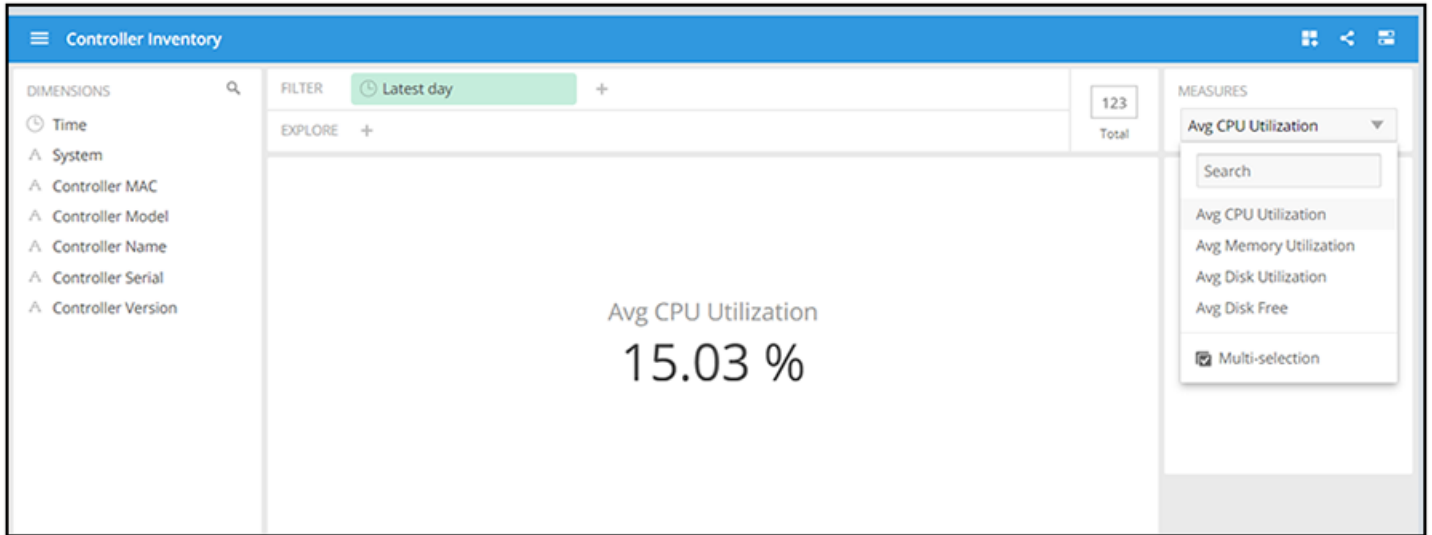 Controller Inventory
DIMENSIONS
Time
System
Controller MAC
Controller Model
Controller Name
Controller Serial
Controller Version
FILTER
Latest day
+
EXPLORE +
123
Total
Avg CPU Utilization
15.03 %
MEASURES
Avg CPU Utilization
Search
Avg CPU Utilization
Avg Memory Utilization
Avg Disk Utilization
Avg Disk Free
Multi-selection